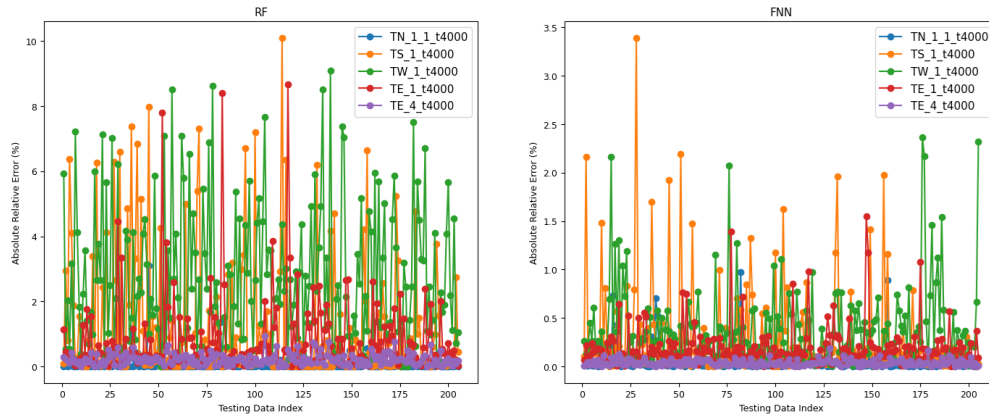 RF
Absolute Relative Error (%)
10
8
6
4
2
0
TN_1_1_t4000
TS_1_t4000
TW_1_t4000
TE_1_t4000
TE_4_t4000
0 25 50 75 100 125 150 175 200
Testing Data Index
FNN
Absolute Relative Error (%)
3.5
3.0
2.5
2.0
1.5
1.0
0.5
0.0
TN_1_1_t4000
TS_1_t4000
TW_1_t4000
TE_1_t4000
TE_4_t4000
0 25 50 75 100 125 150 175 200
Testing Data Index